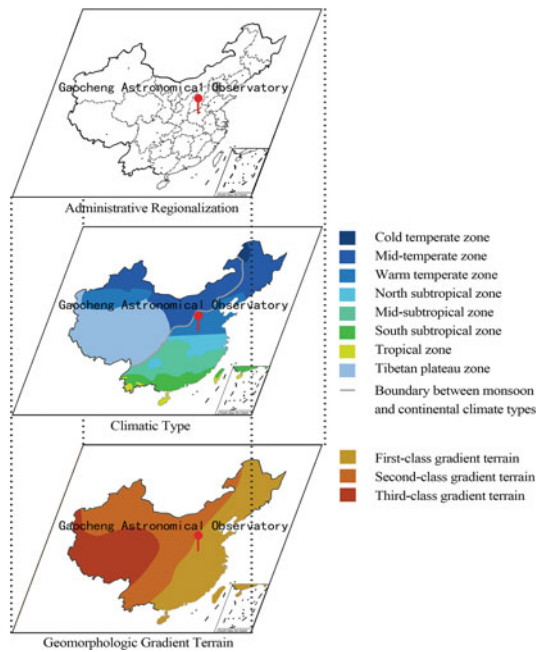 Gaocheng Astronomical Observatory
Administrative Regionalization
Cold temperate zone
Mid-temperate zone
Warm temperate zone
North subtropical zone
Mid-subtropical zone
South subtropical zone
Tropical zone
Tibetan plateau zone
Boundary between monsoon
and continental climate types
Gaocheng Astronomical Observatory
Climatic Type
First-class gradient terrain
Second-class gradient terrain
Third-class gradient terrain
Gaocheng Astronomical Observatory
Geomorphologic Gradient Terrain